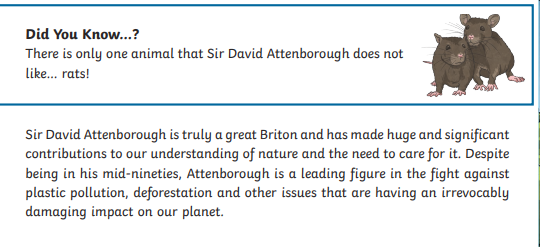 Did You Know...?
There is only one animal that Sir David Attenborough does not
like... rats!
Sir David Attenborough is truly a great Briton and has made huge and significant
contributions to our understanding of nature and the need to care for it. Despite
being in his mid-nineties, Attenborough is a leading figure in the fight against
plastic pollution, deforestation and other issues that are having an irrevocably
damaging impact on our planet.